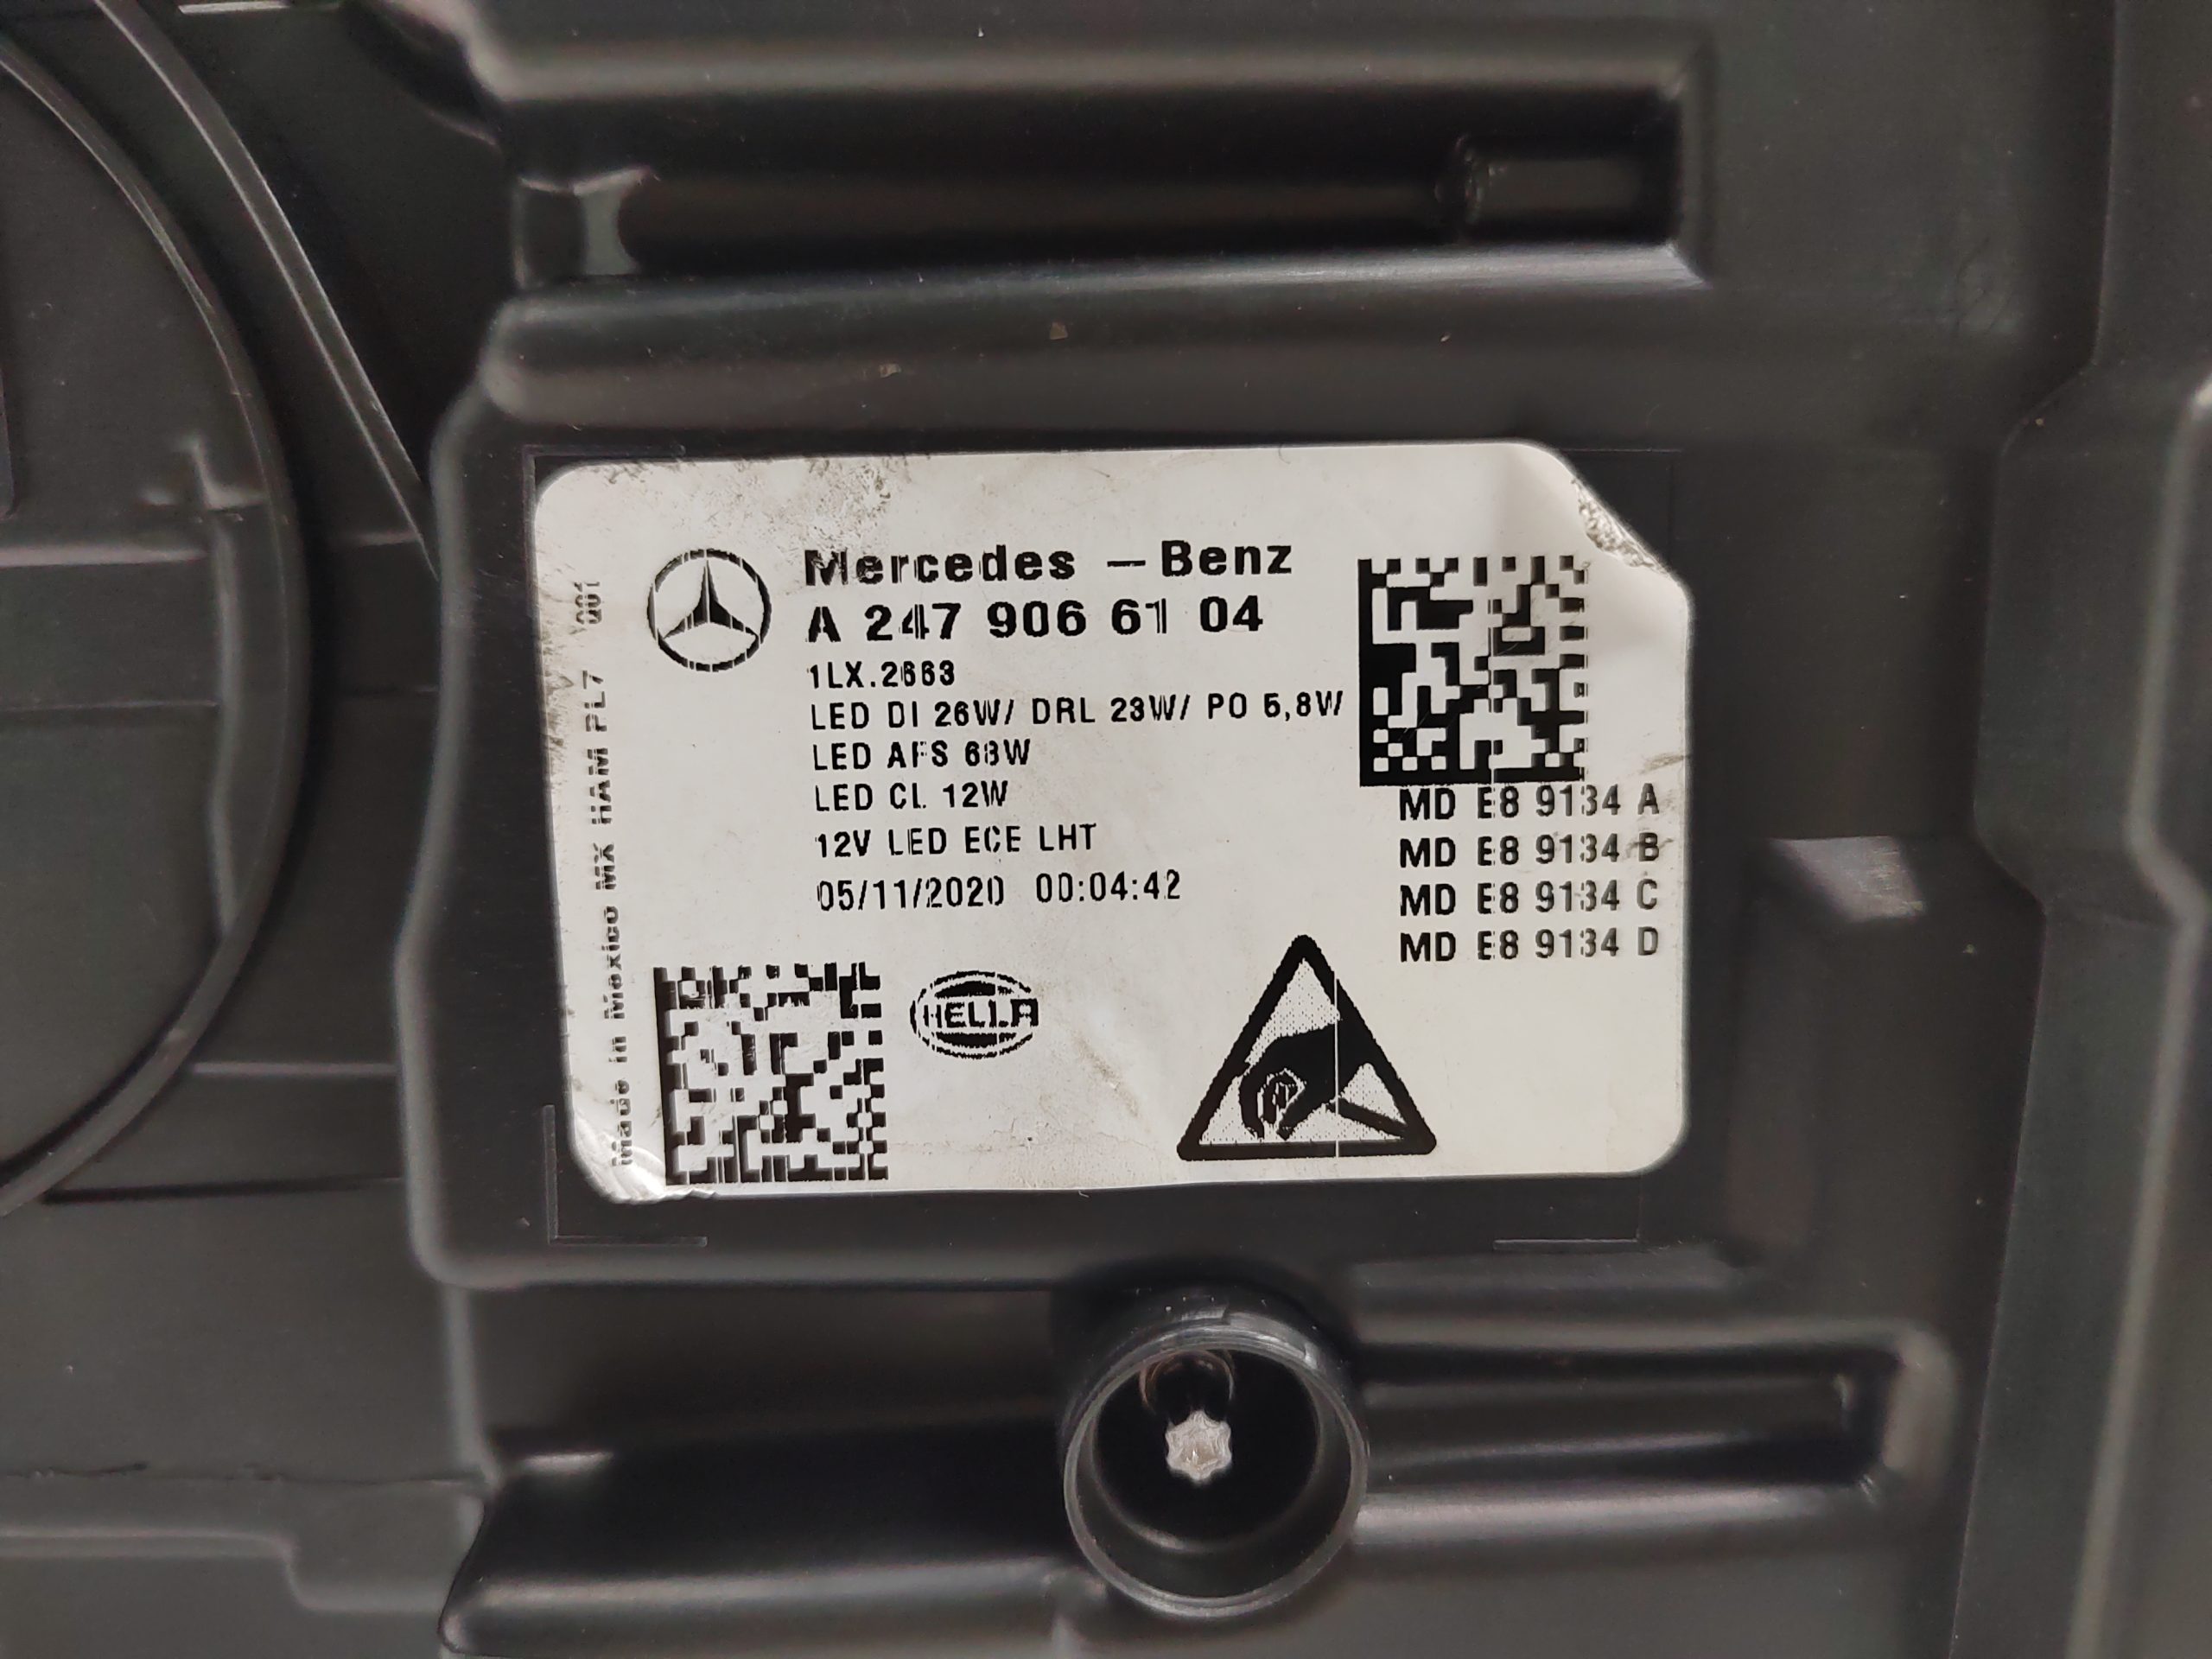 Mercedes – Benz
A 247 906 61 04
1LX.2663
LED DI 26W/ DRL 23W/ PO 5,8W
LED AFS 68W
LED CL 12W
12V LED ECE LHT
05/11/2020 00:04:42
MD E8 9134 A
MD E8 9134 B
MD E8 9134 C
MD E8 9134 D
HELLA
Made in Mexico MX HAM PL7 001